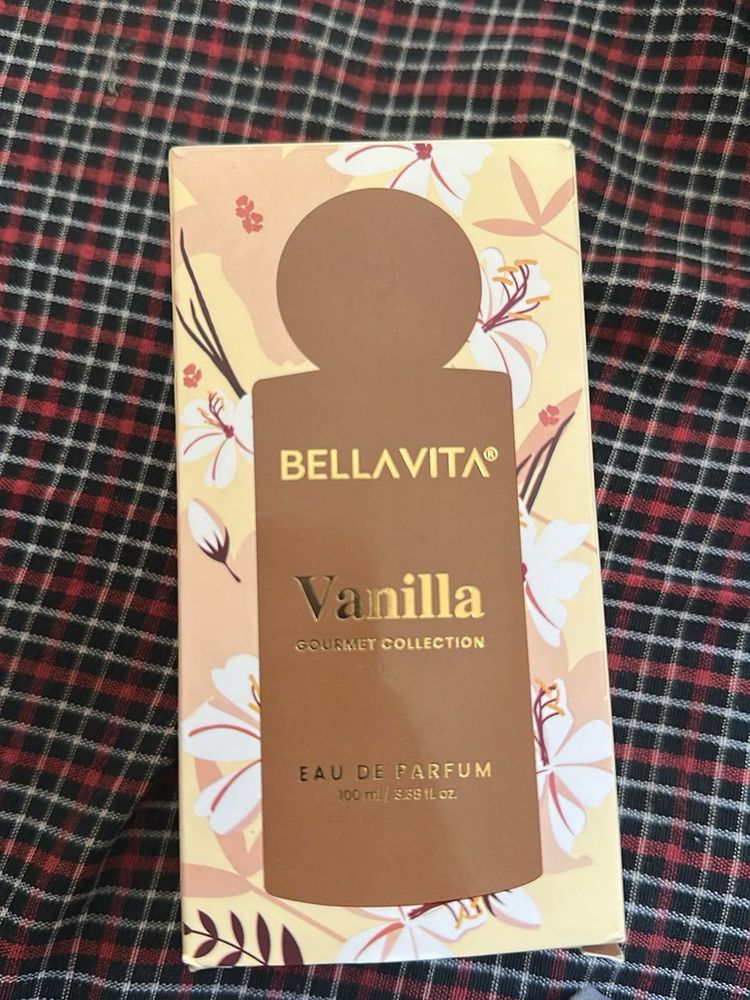 BELLAVITA®
Vanilla
GOURMET COLLECTION
EAU DE PARFUM
100 ml / 3.38 fl. oz.